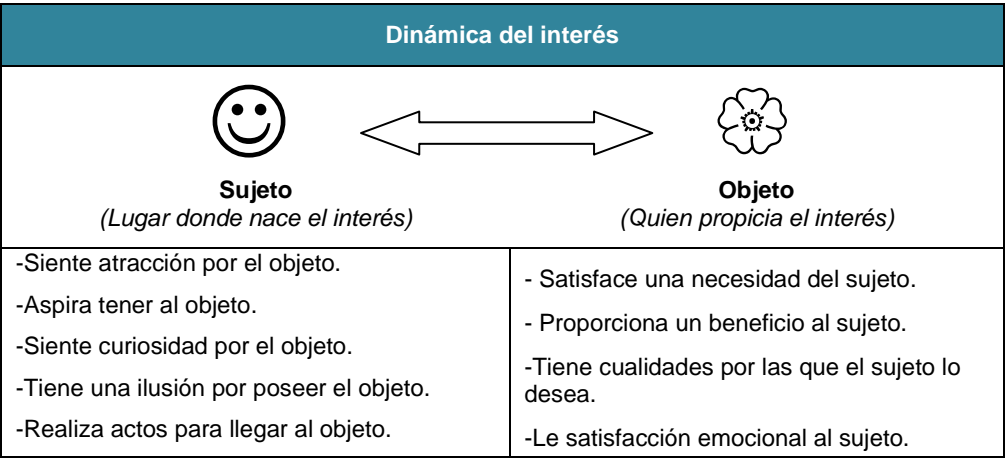 Dinámica del interés
Sujeto
(Lugar donde nace el interés)
Objeto
(Quien propicia el interés)
-Siente atracción por el objeto.
-Aspira tener al objeto.
-Siente curiosidad por el objeto.
-Tiene una ilusión por poseer el objeto.
-Realiza actos para llegar al objeto.
- Satisface una necesidad del sujeto.
- Proporciona un beneficio al sujeto.
-Tiene cualidades por las que el sujeto lo
desea.
-Le satisfacción emocional al sujeto.